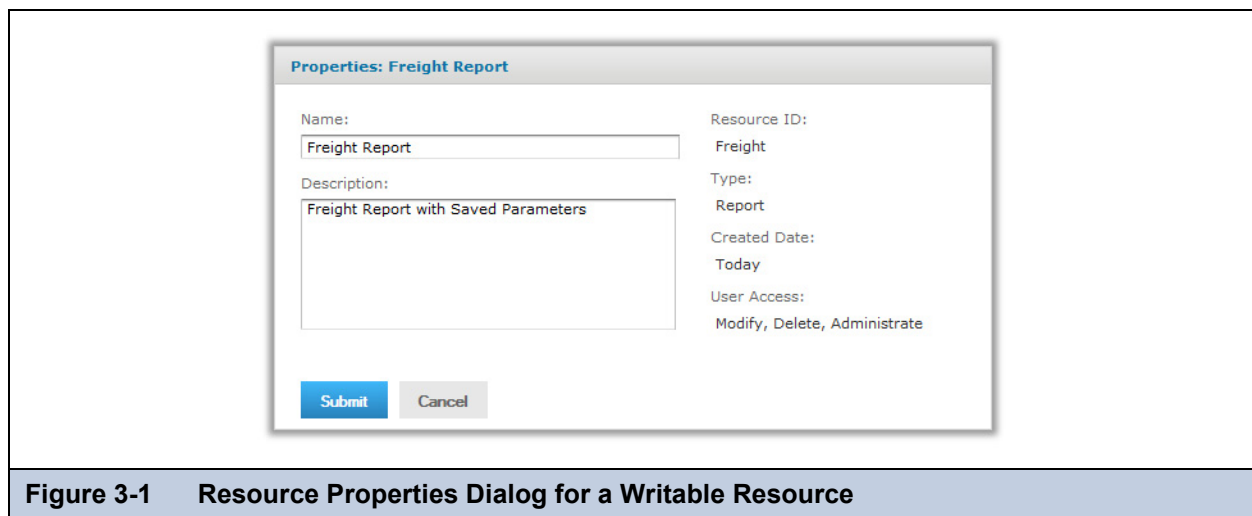 Properties: Freight Report
Name:
Freight Report
Description:
Freight Report with Saved Parameters
Resource ID:
Freight
Type:
Report
Created Date:
Today
User Access:
Modify, Delete, Administrate
Submit
Cancel
Figure 3-1 Resource Properties Dialog for a Writable Resource